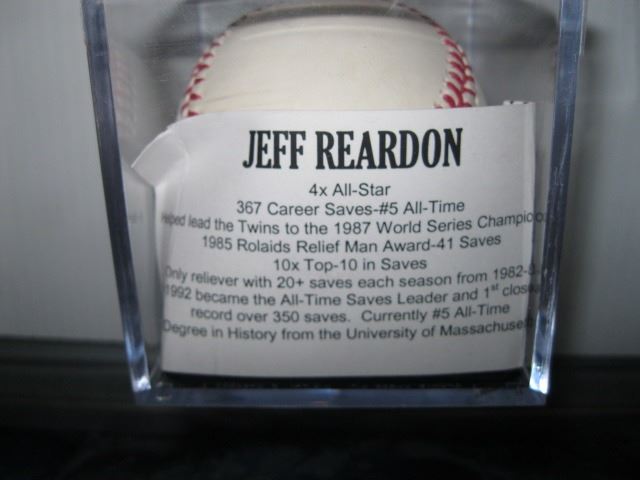 JEFF REARDON
4x All-Star
367 Career Saves-#5 All-Time
lead the Twins to the 1987 World Series
1985 Rolaids Relief Man Award-41 Saves
10x Top-10 in Saves
Only reliever with 20+ saves each season from 1982-
1992 became the All-Time Saves Leader and 1st
record over 350 saves. Currently #5 All-Time
Degree in History from the University of